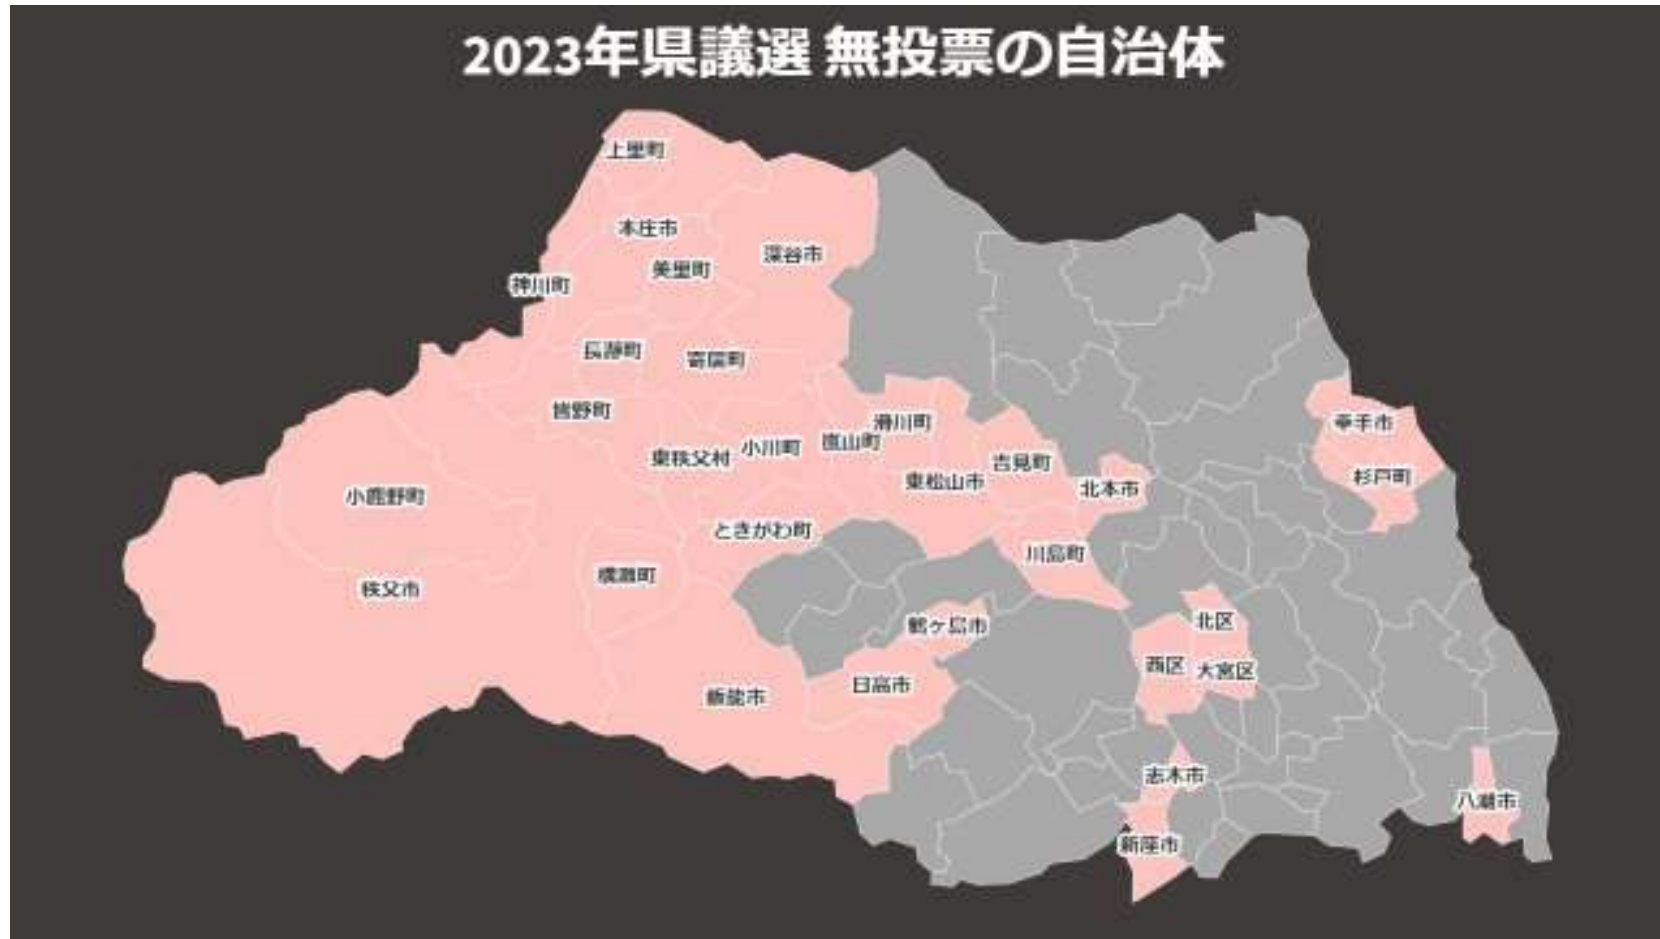 2023年県議選 無投票の自治体
上里町
本庄市
深谷市
美里町
神川町
長瀞町
寄居町
皆野町
滑川町
幸手市
嵐山町
小川町
東秩父村
吉見町
杉戸町
東松山市
北本市
小鹿野町
ときがわ町
川島町
横瀬町
秩父市
北区
鶴ヶ島市
西区
大宮区
日高市
飯能市
志木市
八潮市
新座市